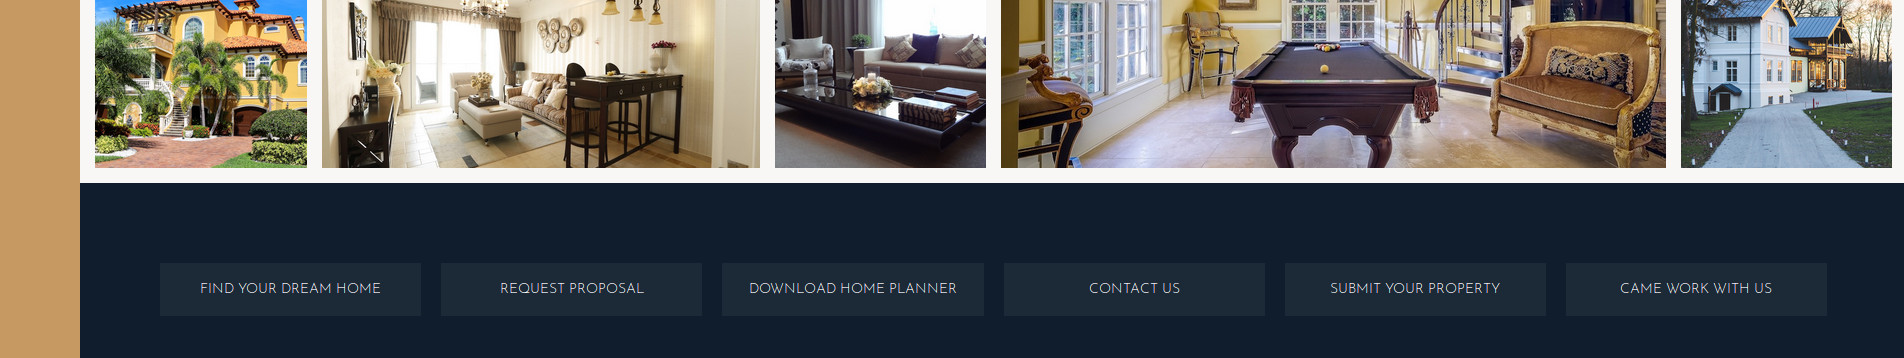 FIND YOUR DREAM HOME
REQUEST PROPOSAL
DOWNLOAD HOME PLANNER
CONTACT US
SUBMIT YOUR PROPERTY
CAME WORK WITH US